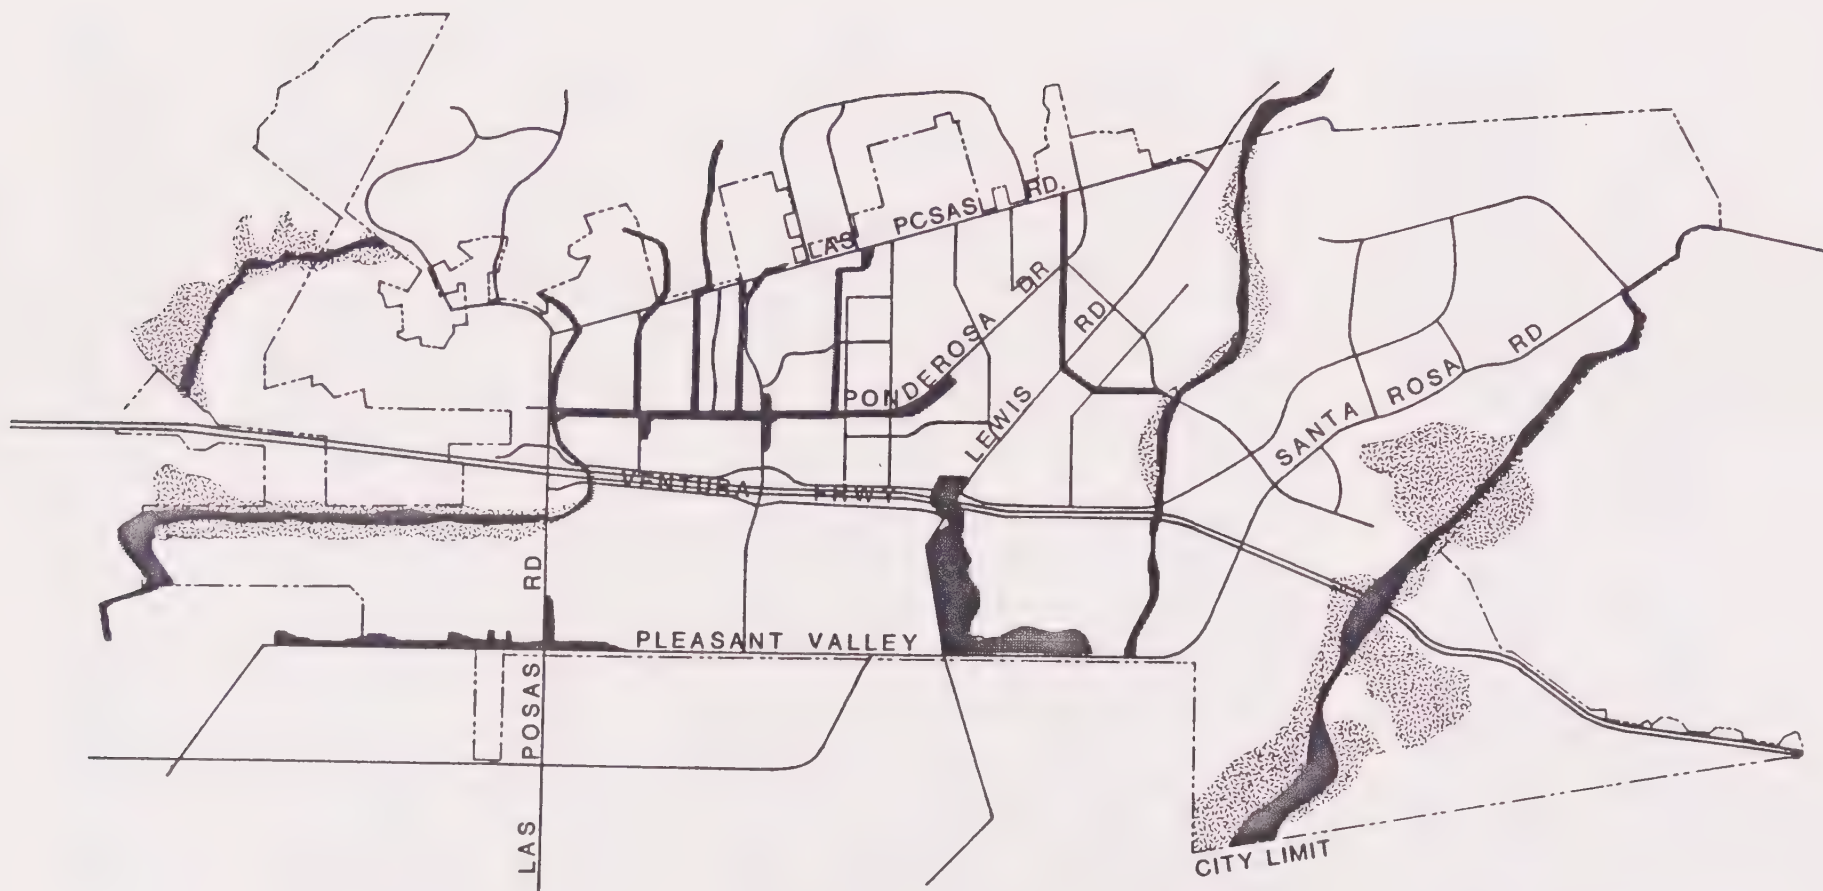 LAS PCSAS RD.
PONDEROSA DR
LEWIS RD
SANTA ROSA RD
VENTURA FRWY
PLEASANT VALLEY
LAS POSAS RD
CITY LIMIT